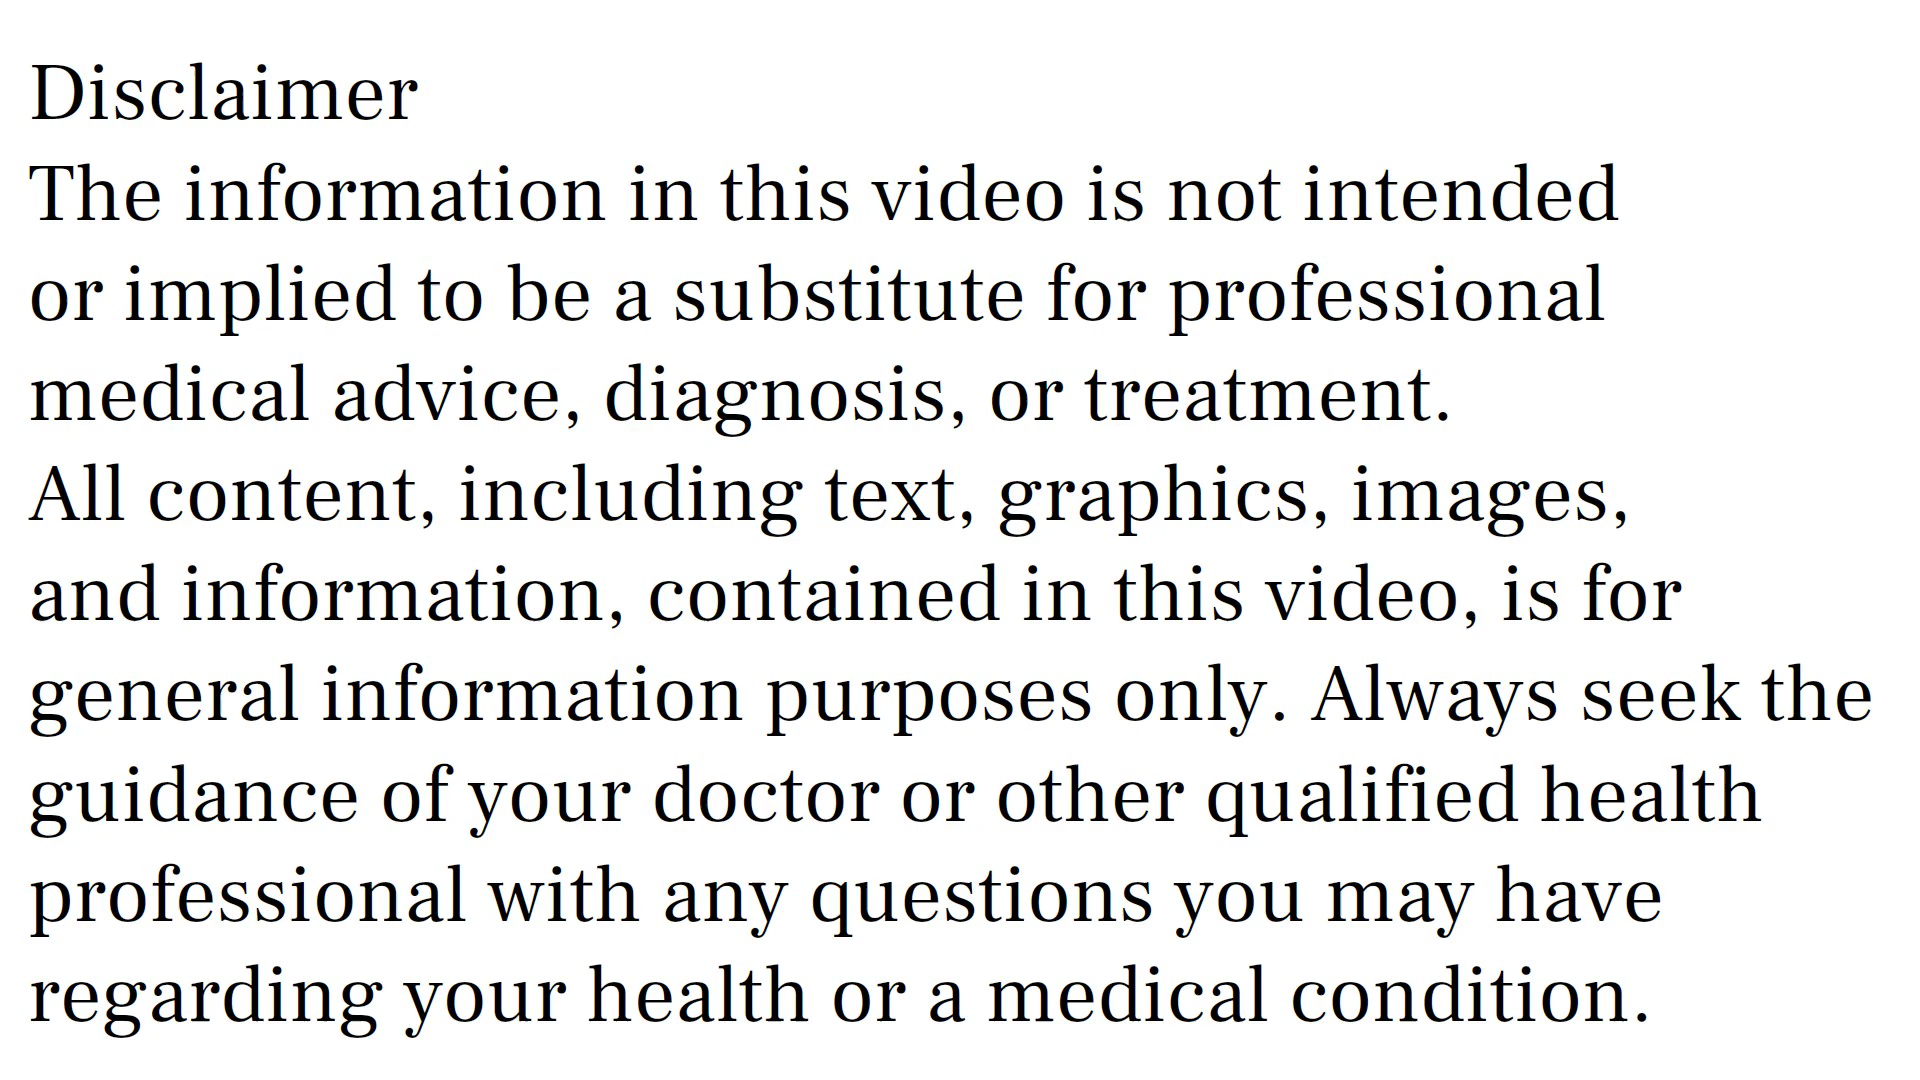 Disclaimer
The information in this video is not intended
or implied to be a substitute for professional
medical advice, diagnosis, or treatment.
All content, including text, graphics, images,
and information, contained in this video, is for
general information purposes only. Always seek the
guidance of your doctor or other qualified health
professional with any questions you may have
regarding your health or a medical condition.